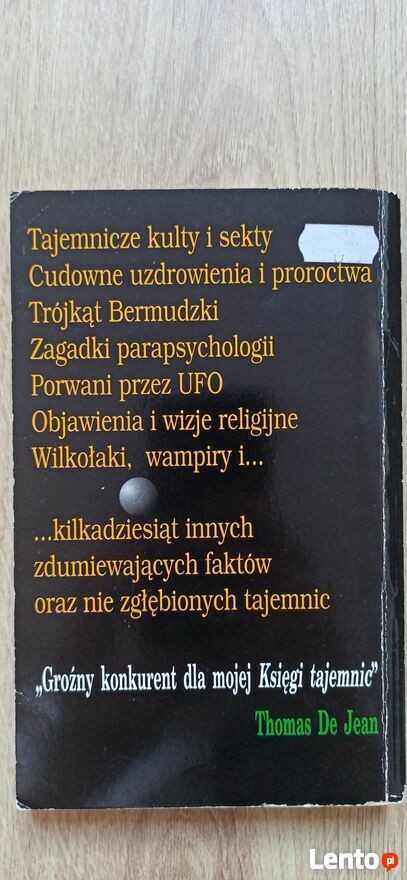 Tajemnicze kulty i sekty
Cudowne uzdrowienia i proroctwa
Trójkąt Bermudzki
Zagadki parapsychologii
Porwani przez UFO
Objawienia i wizje religijne
Wilkołaki, wampiry i...
...kilkadziesiąt innych
zdumiewających faktów
oraz nie zgłębionych tajemnic
„Groźny konkurent dla mojej Księgi tajemnic”
Thomas De Jean
Lento.pl